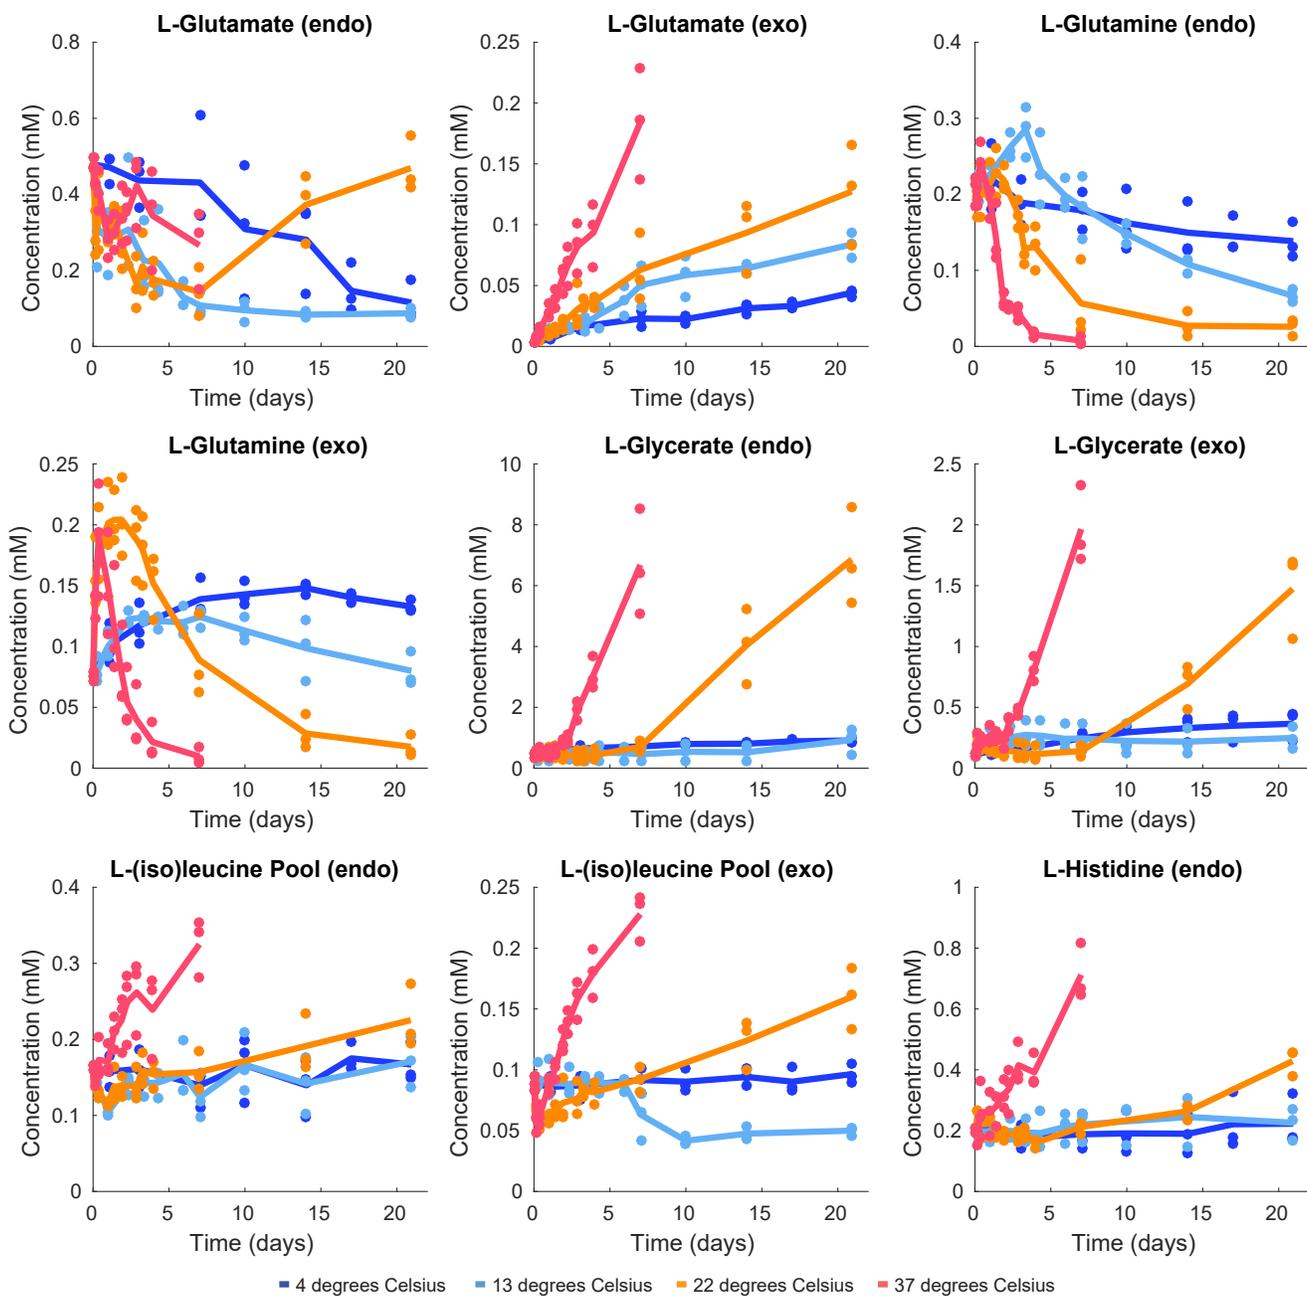 L-Glutamate (endo)
0.8
0.6
0.4
0.2
0
Concentration (mM)
0 5 10 15 20
Time (days)
L-Glutamate (exo)
0.25
0.2
0.15
0.1
0.05
0
Concentration (mM)
0 5 10 15 20
Time (days)
L-Glutamine (endo)
0.4
0.3
0.2
0.1
0
Concentration (mM)
0 5 10 15 20
Time (days)
L-Glutamine (exo)
0.25
0.2
0.15
0.1
0.05
0
Concentration (mM)
0 5 10 15 20
Time (days)
L-Glycerate (endo)
10
8
6
4
2
0
Concentration (mM)
0 5 10 15 20
Time (days)
L-Glycerate (exo)
2.5
2
1.5
1
0.5
0
Concentration (mM)
0 5 10 15 20
Time (days)
L-(iso)leucine Pool (endo)
0.4
0.3
0.2
0.1
0
Concentration (mM)
0 5 10 15 20
Time (days)
L-(iso)leucine Pool (exo)
0.25
0.2
0.15
0.1
0.05
0
Concentration (mM)
0 5 10 15 20
Time (days)
L-Histidine (endo)
1
0.8
0.6
0.4
0.2
0
Concentration (mM)
0 5 10 15 20
Time (days)
4 degrees Celsius 13 degrees Celsius 22 degrees Celsius 37 degrees Celsius